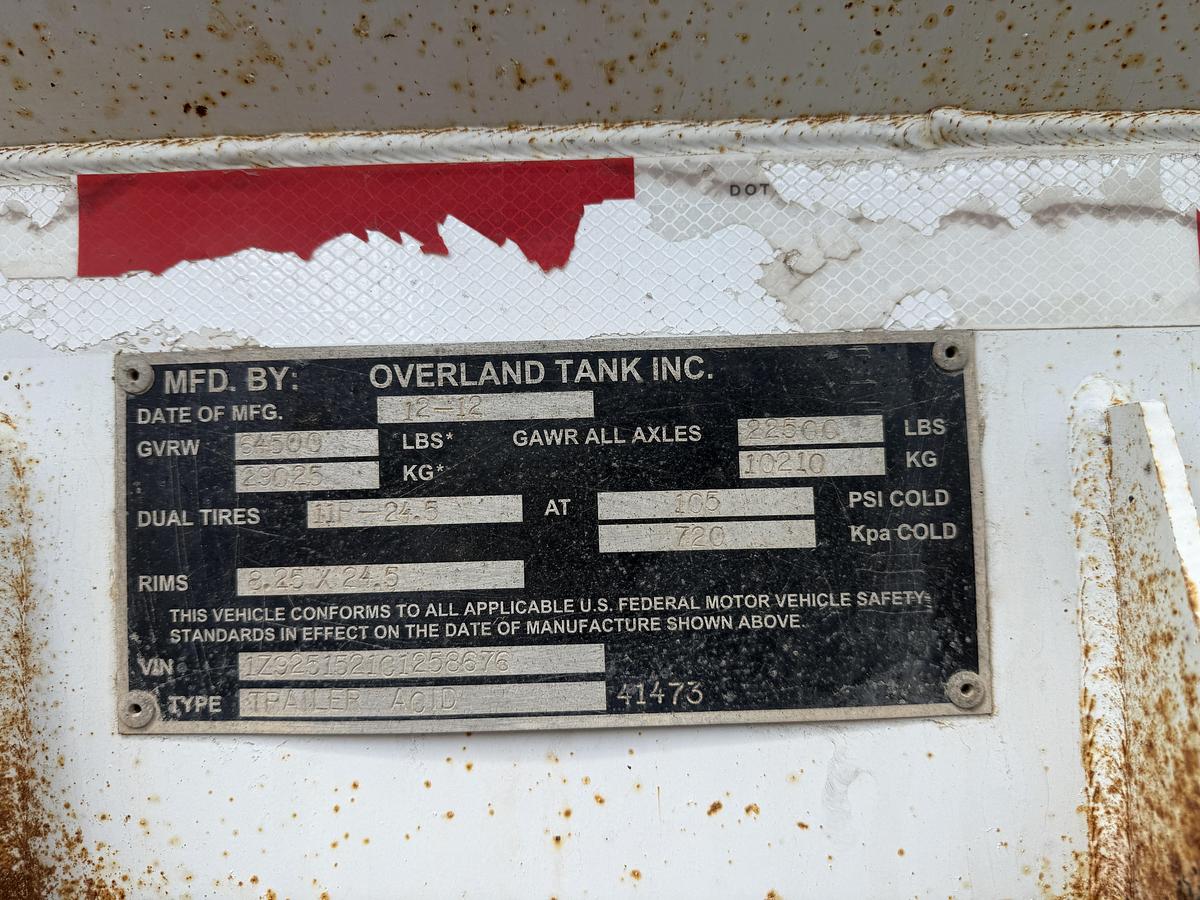 DOT
MFD. BY: OVERLAND TANK INC.
DATE OF MFG. 12-12
GVRW 64500 LBS* GAWR ALL AXLES 22500 LBS
29025 KG* 10210 KG
DUAL TIRES 11R-24.5 AT 105 PSI COLD
720 Kpa COLD
RIMS 8.25 X 24.5
THIS VEHICLE CONFORMS TO ALL APPLICABLE U.S. FEDERAL MOTOR VEHICLE SAFETY
STANDARDS IN EFFECT ON THE DATE OF MANUFACTURE SHOWN ABOVE.
VIN 1Z9251521C1258676
TYPE TRAILER ACID 41473